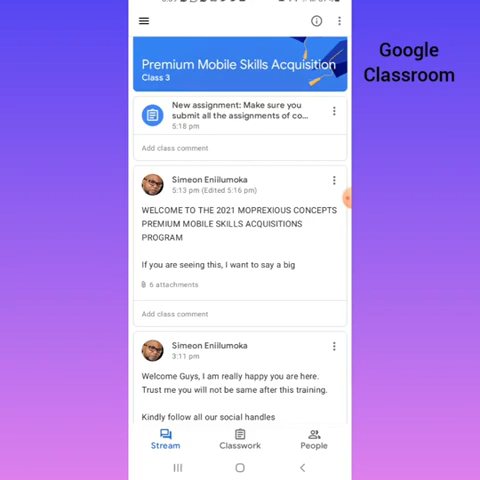 Google
Classroom
Premium Mobile Skills Acquisition
Class 3
New assignment: Make sure you
submit all the assignments of co...
5:18 pm
Add class comment
Simeon Eniilumoka
5:13 pm (Edited 5:16 pm)
WELCOME TO THE 2021 MOPREXIOUS CONCEPTS
PREMIUM MOBILE SKILLS ACQUISITIONS
PROGRAM
If you are seeing this, I want to say a big
6 attachments
Add class comment
Simeon Eniilumoka
3:11 pm
Welcome Guys, I am really happy you are here.
Trust me you will not be same after this training.
Kindly follow all our social handles
Stream
Classwork
People